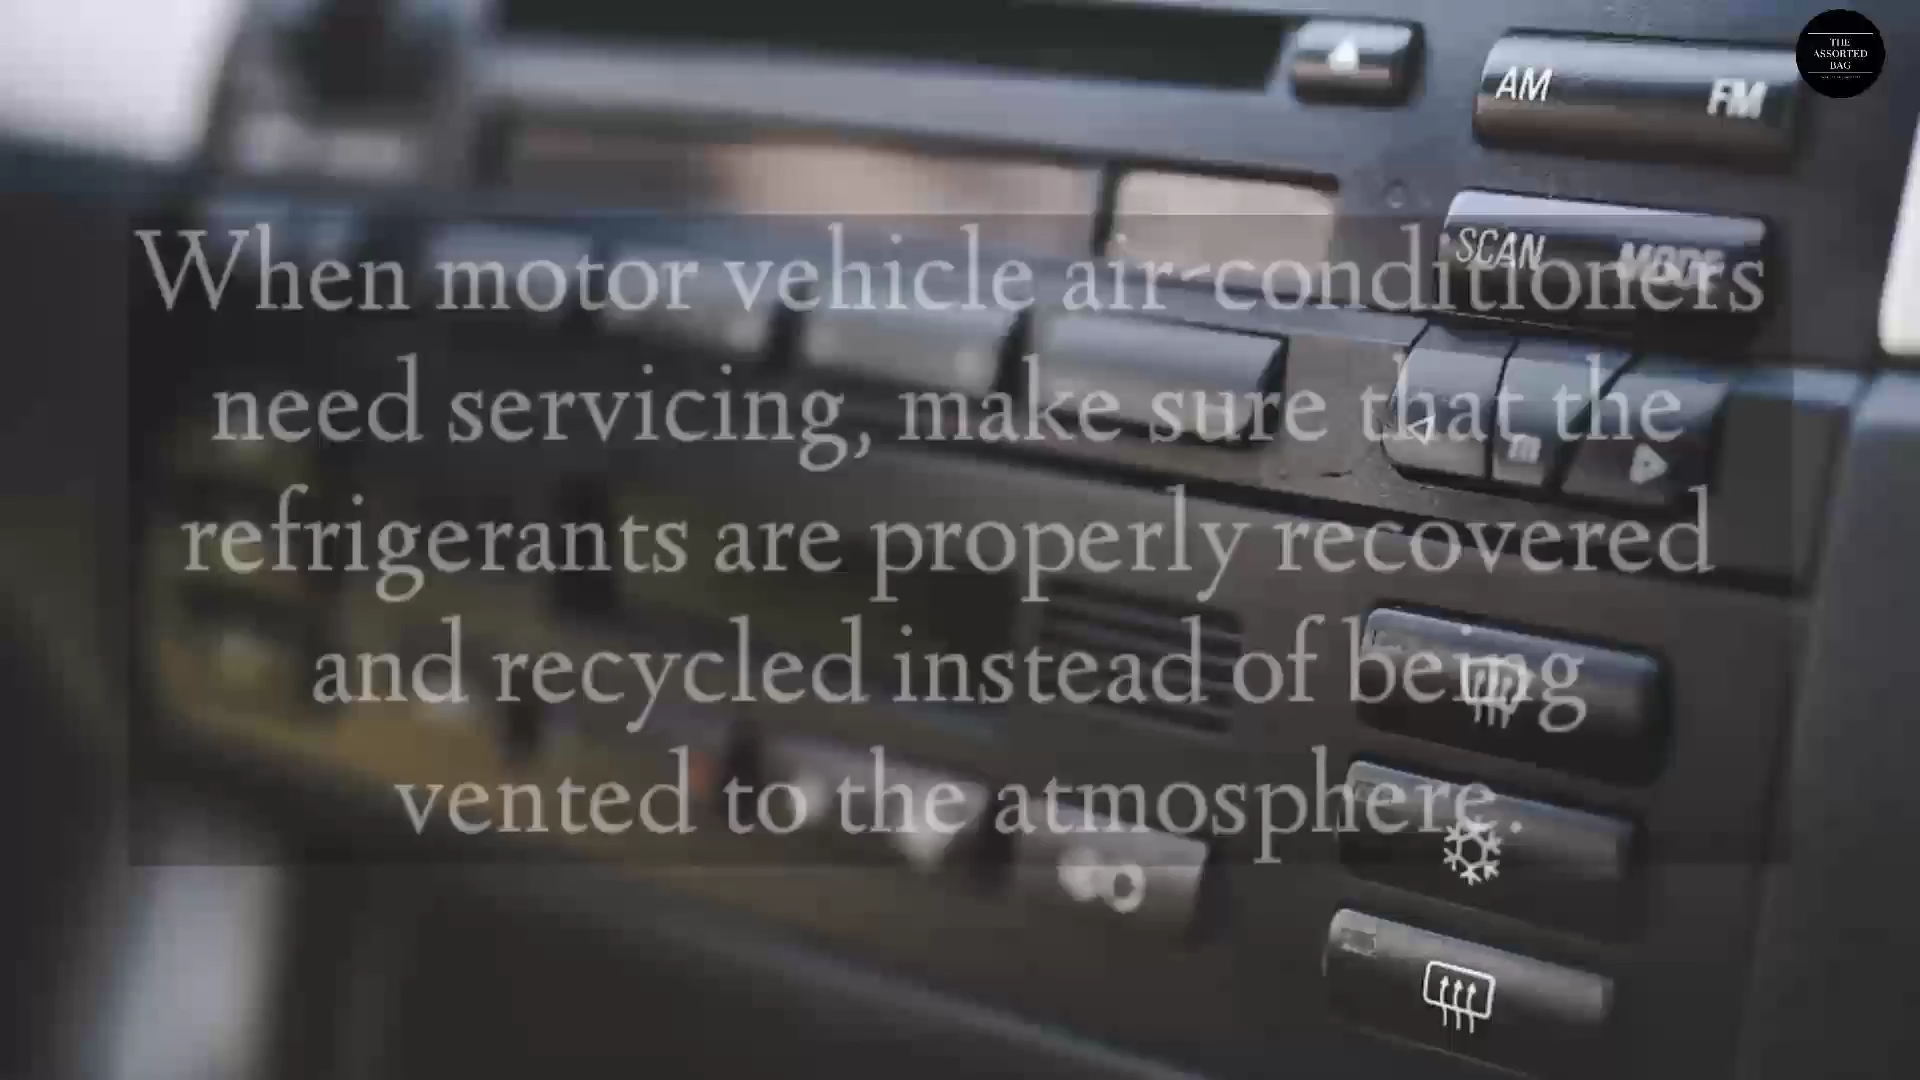 THE
ASSORTED
BAG
AM FM
SCAN MODE
When motor vehicle air-conditioners
need servicing, make sure that the
refrigerants are properly recovered
and recycled instead of being
vented to the atmosphere.